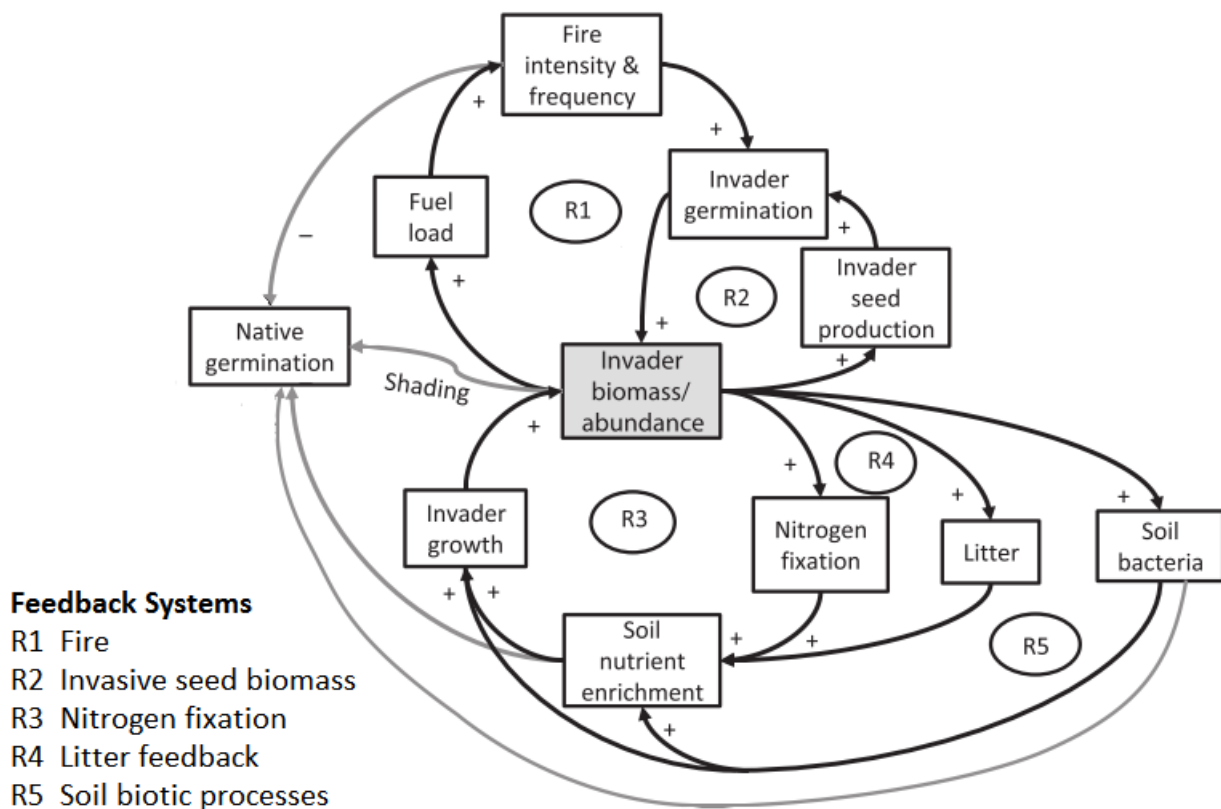 Fire
intensity &
frequency
+
+
Invader
germination
Fuel
load
R1
+
–
+
Invader
seed
production
R2
Native
germination
+
+
Shading
Invader
biomass/
abundance
+
+
R4
+
+
+
Invader
growth
R3
Nitrogen
fixation
Litter
Soil
bacteria
+
+
Soil
nutrient
enrichment
+
+
R5
+
Feedback Systems
R1 Fire
R2 Invasive seed biomass
R3 Nitrogen fixation
R4 Litter feedback
R5 Soil biotic processes